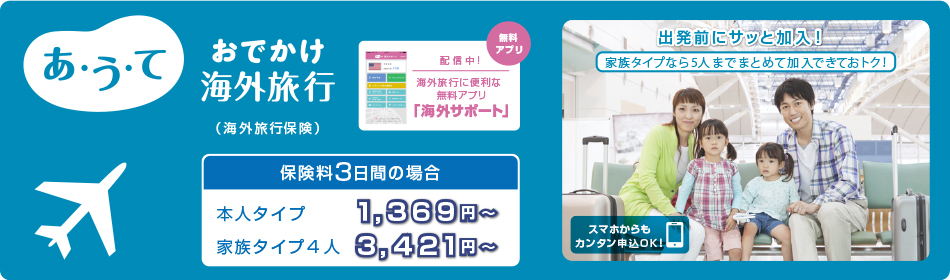 あ・う・て
おでかけ
海外旅行
（海外旅行保険）
無料
アプリ
配信中！
海外旅行に便利な
無料アプリ
「海外サポート」
保険料3日間の場合
本人タイプ 1,369円～
家族タイプ4人 3,421円～
出発前にサッと加入！
家族タイプなら5人までまとめて加入できておトク！
スマホからも
カンタン申込OK！